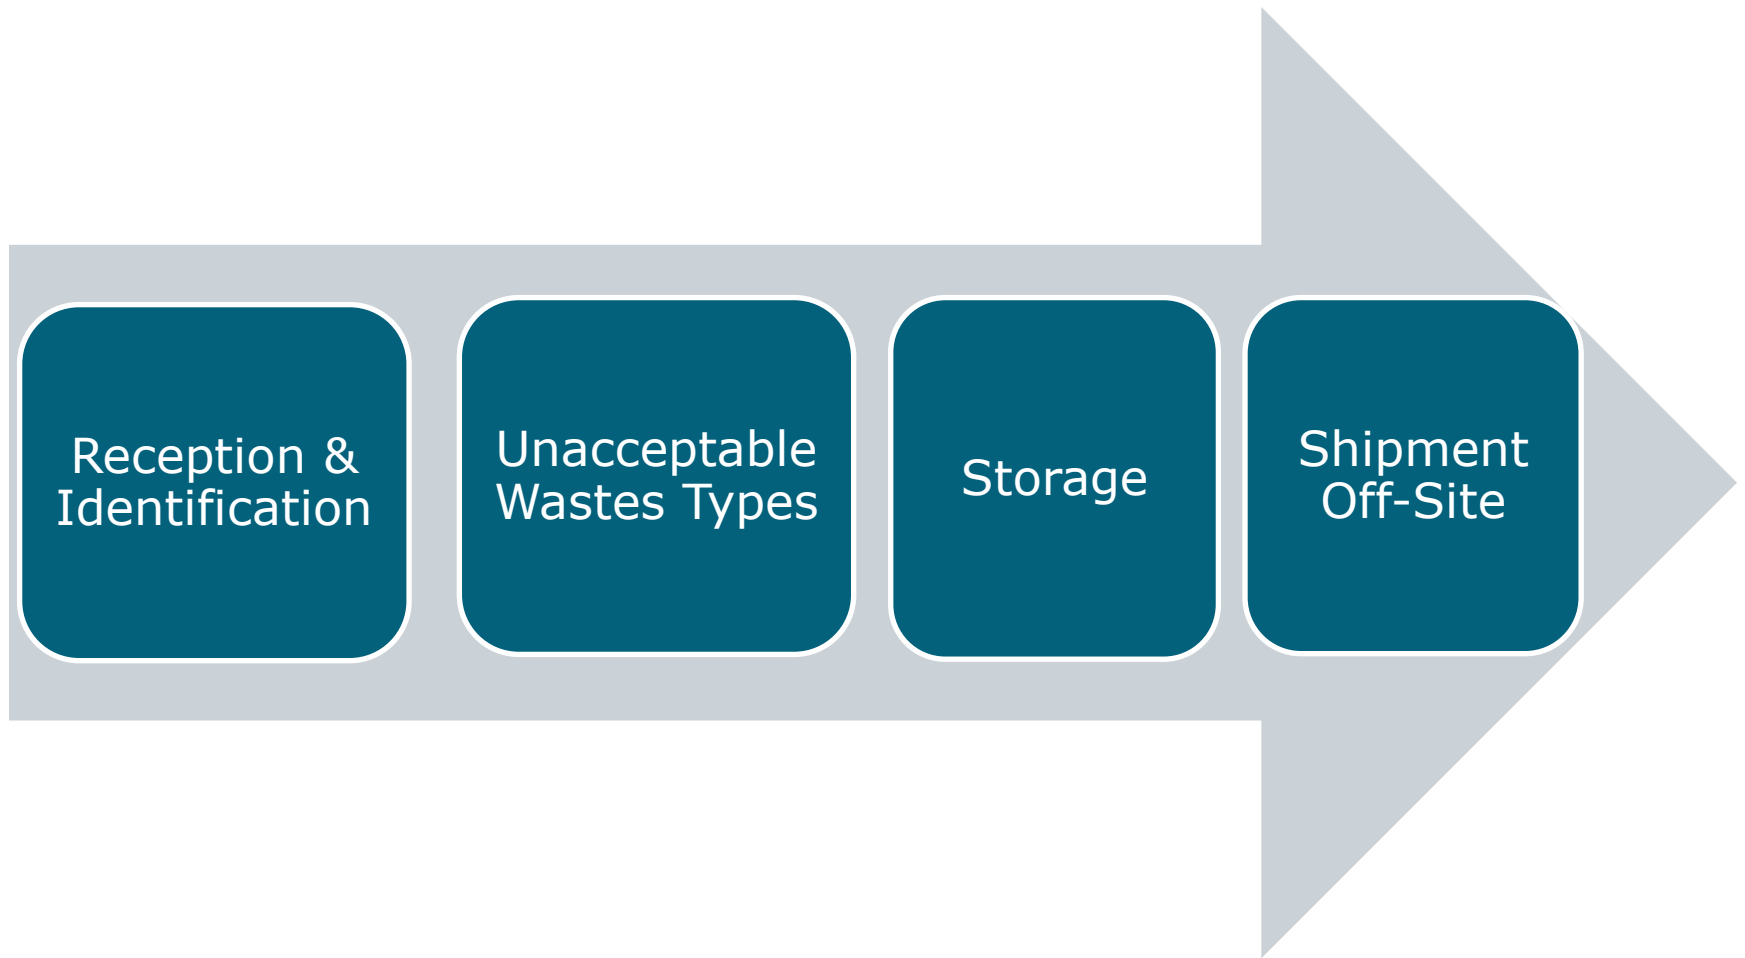 Reception &
Identification
Unacceptable
Wastes Types
Storage
Shipment
Off-Site